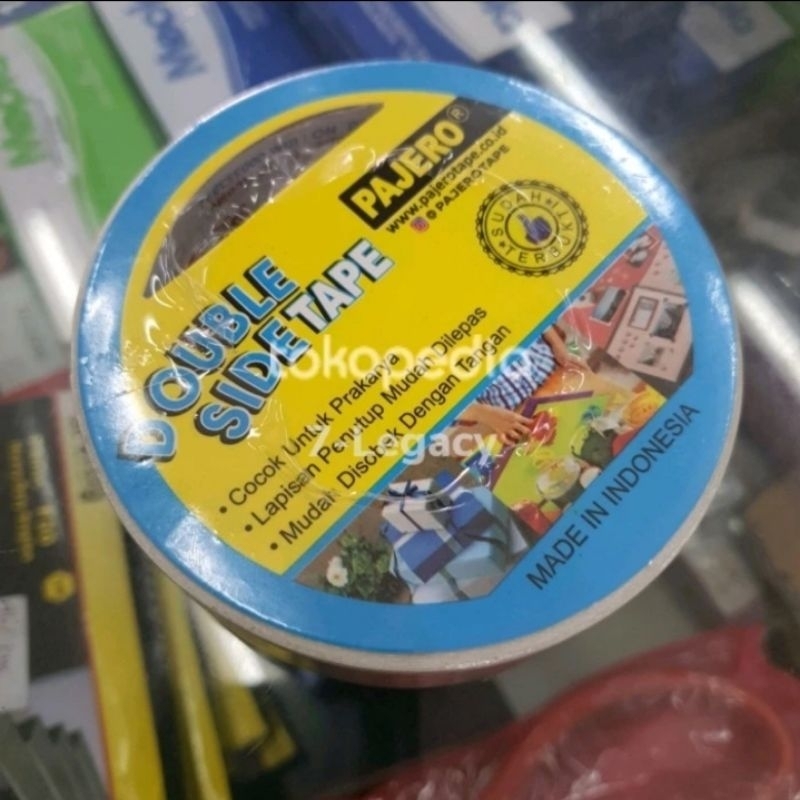 PAJERO®
www.pajerotape.co.id
@ PAJEROTAPE
SUDAH TERBUKTI
DOUBLE
SIDE TAPE
• Cocok Untuk Prakarya
• Lapisan Penutup Mudah Dilepas
• Mudah Disobek Dengan Tangan
MADE IN INDONESIA
tokopedia
7 Legacy